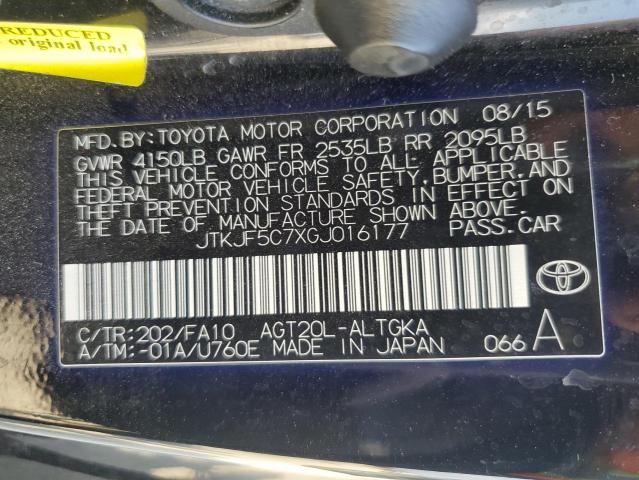 REDUCED
original load
MFD. BY: TOYOTA MOTOR CORPORATION 08/15
GVWR 4150LB GAWR FR 2535LB RR 2095LB
THIS VEHICLE CONFORMS TO ALL APPLICABLE
FEDERAL MOTOR VEHICLE SAFETY, BUMPER, AND
THEFT PREVENTION STANDARDS IN EFFECT ON
THE DATE OF MANUFACTURE SHOWN ABOVE.
JTKJF5C7XGJ016177 PASS.CAR
C/TR:202/FA10 AGT20L-ALTGKA
A/TM:-01A/U760E MADE IN JAPAN 066 A